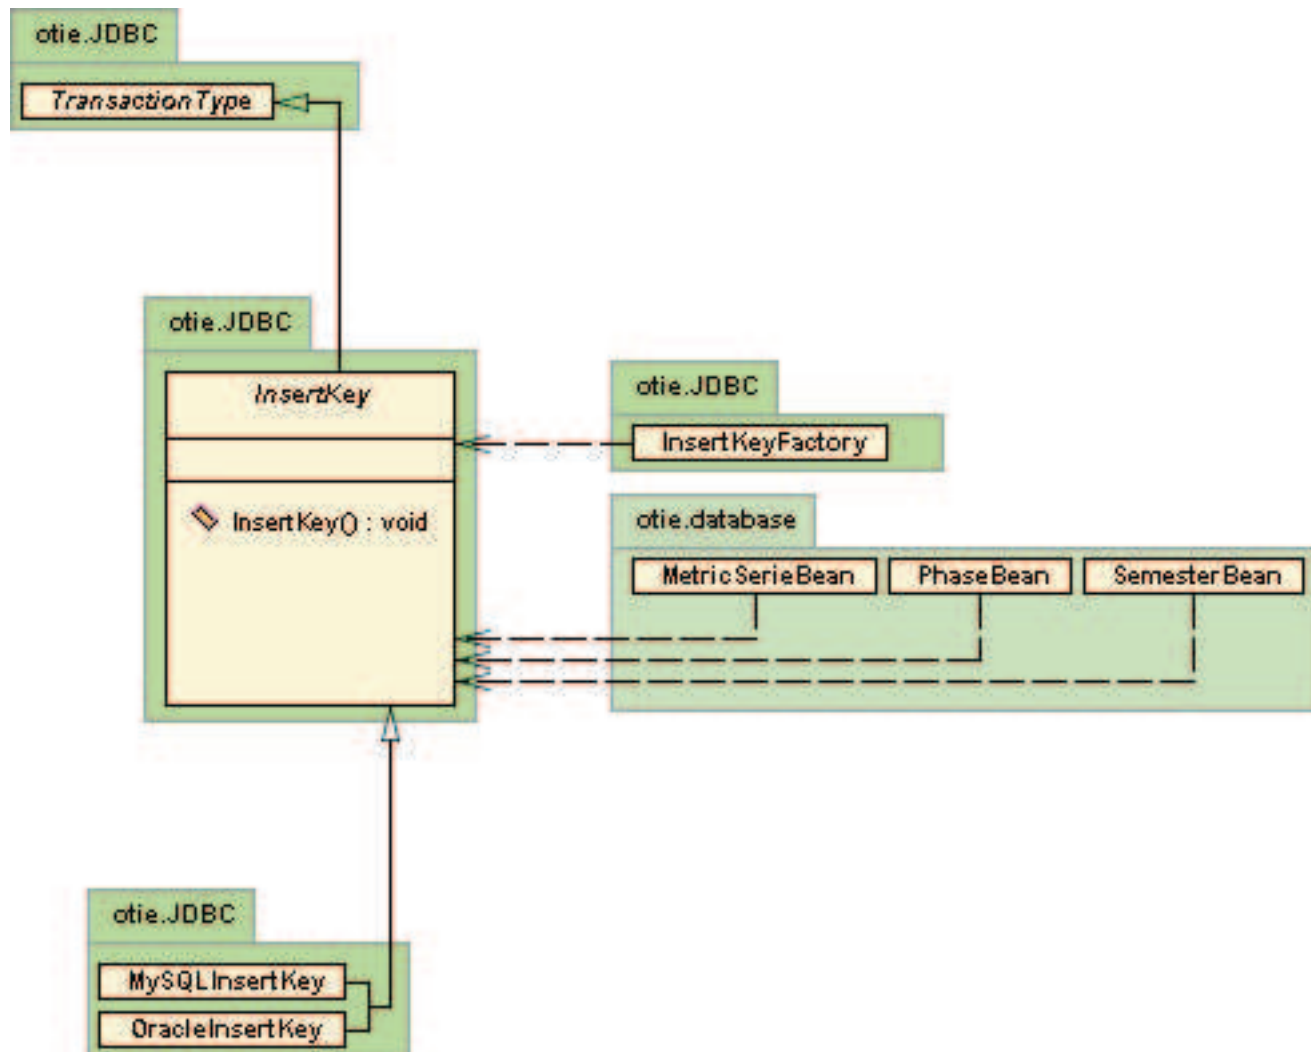 otie.JDBC
TransactionType
otie.JDBC
InsertKey
InsertKey() : void
otie.JDBC
InsertKeyFactory
otie.database
MetricSerieBean PhaseBean SemesterBean
otie.JDBC
MySQLInsertKey
OracleInsertKey